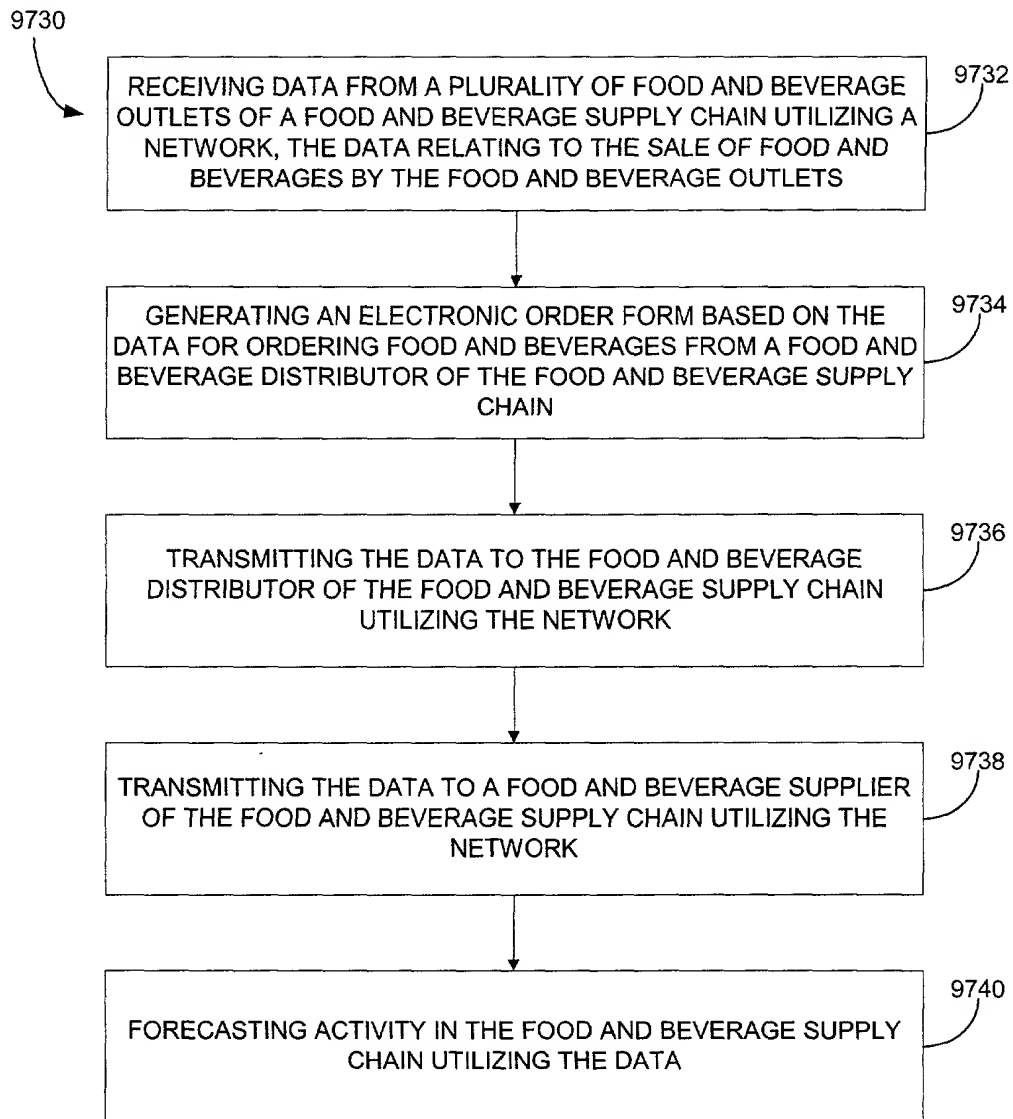 9730
RECEIVING DATA FROM A PLURALITY OF FOOD AND BEVERAGE
OUTLETS OF A FOOD AND BEVERAGE SUPPLY CHAIN UTILIZING A
NETWORK, THE DATA RELATING TO THE SALE OF FOOD AND
BEVERAGES BY THE FOOD AND BEVERAGE OUTLETS
9732
GENERATING AN ELECTRONIC ORDER FORM BASED ON THE
DATA FOR ORDERING FOOD AND BEVERAGES FROM A FOOD AND
BEVERAGE DISTRIBUTOR OF THE FOOD AND BEVERAGE SUPPLY
CHAIN
9734
TRANSMITTING THE DATA TO THE FOOD AND BEVERAGE
DISTRIBUTOR OF THE FOOD AND BEVERAGE SUPPLY CHAIN
UTILIZING THE NETWORK
9736
TRANSMITTING THE DATA TO A FOOD AND BEVERAGE SUPPLIER
OF THE FOOD AND BEVERAGE SUPPLY CHAIN UTILIZING THE
NETWORK
9738
FORECASTING ACTIVITY IN THE FOOD AND BEVERAGE SUPPLY
CHAIN UTILIZING THE DATA
9740